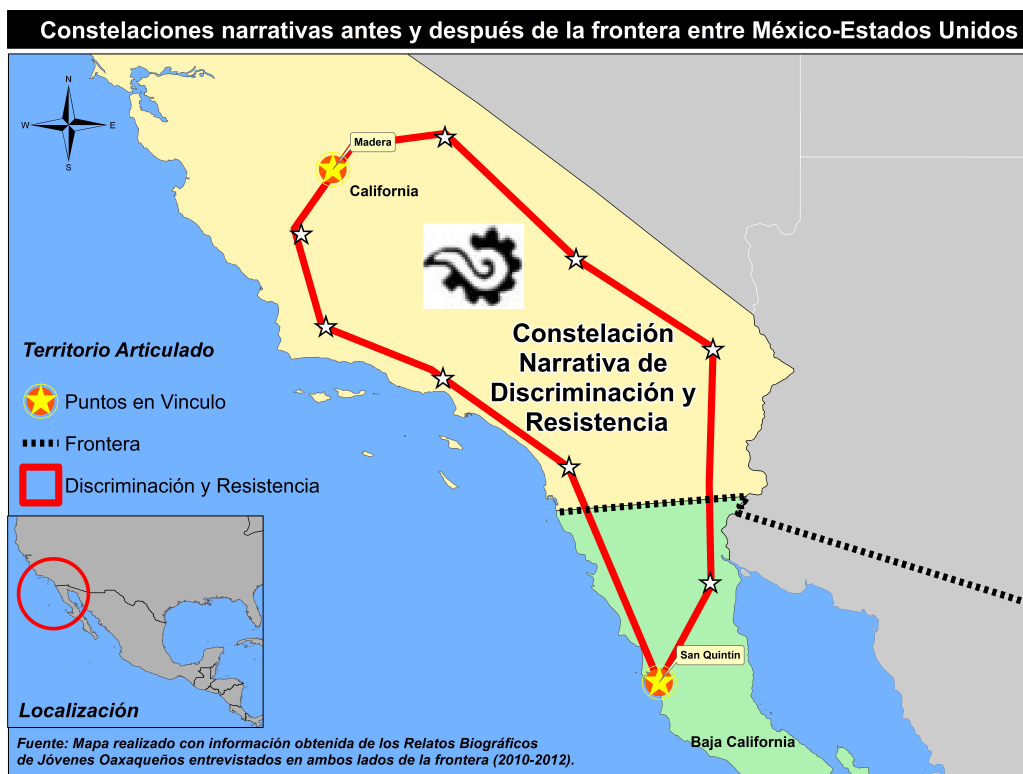 Constelaciones narrativas antes y después de la frontera entre México-Estados Unidos
N
W
E
S
Madera
California
Constelación
Narrativa de
Discriminación y
Resistencia
Territorio Articulado
Puntos en Vinculo
Frontera
Discriminación y Resistencia
San Quintín
Baja California
Localización
Fuente: Mapa realizado con información obtenida de los Relatos Biográficos
de Jóvenes Oaxaqueños entrevistados en ambos lados de la frontera (2010-2012).